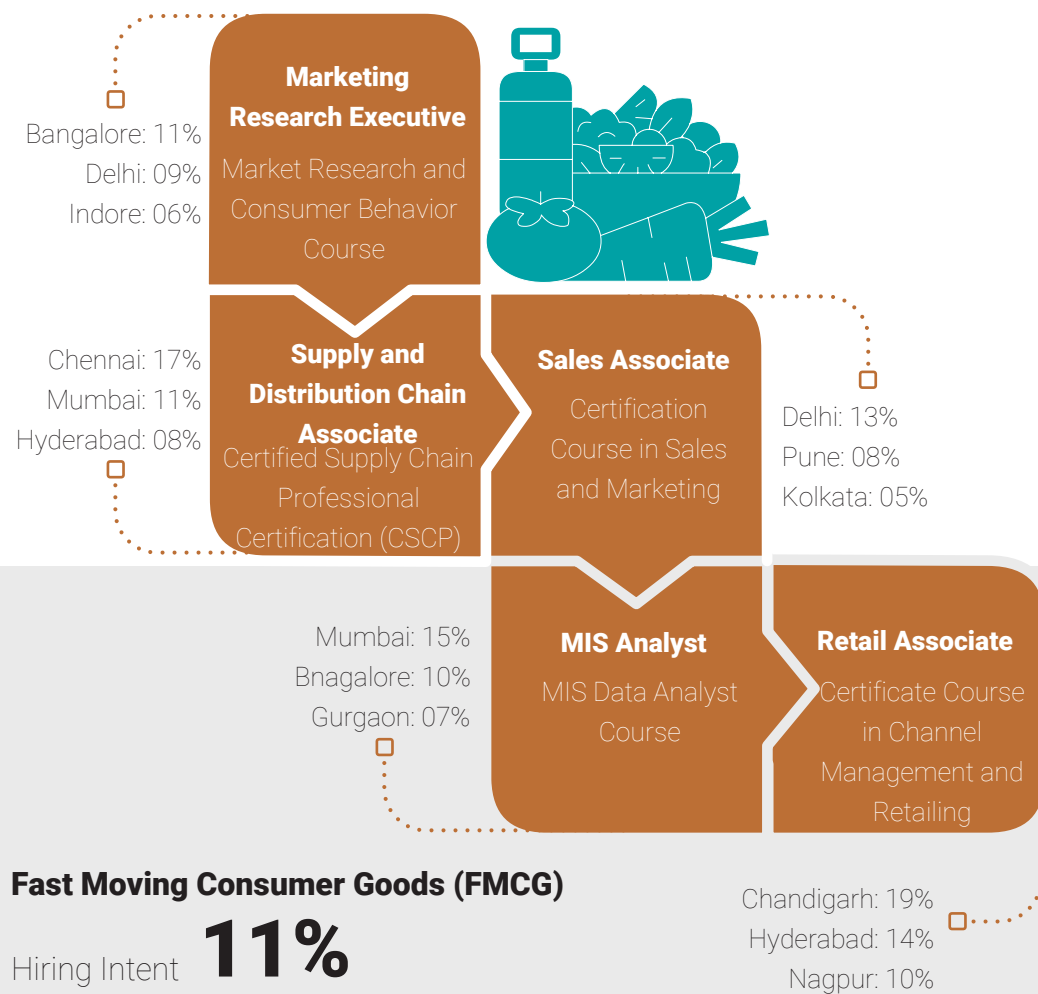 Marketing
Research Executive
Market Research and
Consumer Behavior
Course
Bangalore: 11%
Delhi: 09%
Indore: 06%
Supply and
Distribution Chain
Associate
Certified Supply Chain
Professional
Certification (CSCP)
Chennai: 17%
Mumbai: 11%
Hyderabad: 08%
Sales Associate
Certification
Course in Sales
and Marketing
Delhi: 13%
Pune: 08%
Kolkata: 05%
MIS Analyst
MIS Data Analyst
Course
Mumbai: 15%
Bnagalore: 10%
Gurgaon: 07%
Retail Associate
Certificate Course
in Channel
Management and
Retailing
Chandigarh: 19%
Hyderabad: 14%
Nagpur: 10%
Fast Moving Consumer Goods (FMCG)
Hiring Intent 11%